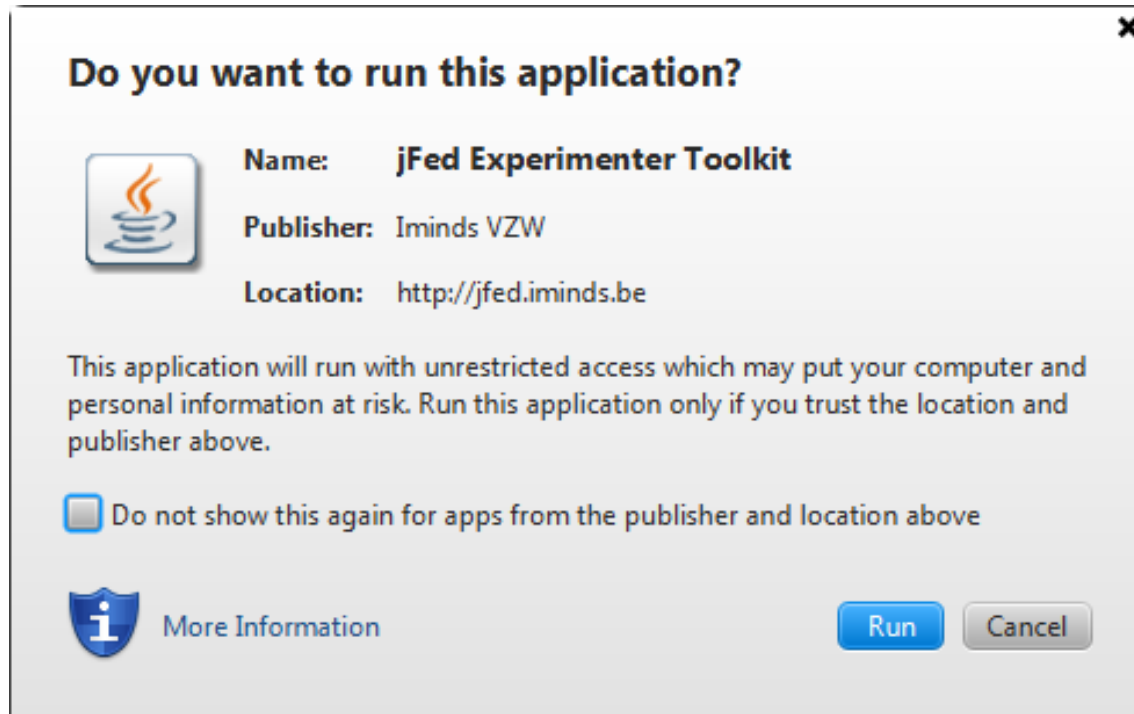 Do you want to run this application?
Name: jFed Experimenter Toolkit
Publisher: Iminds VZW
Location: http://jfed.iminds.be
This application will run with unrestricted access which may put your computer and
personal information at risk. Run this application only if you trust the location and
publisher above.
Do not show this again for apps from the publisher and location above
More Information
Run Cancel